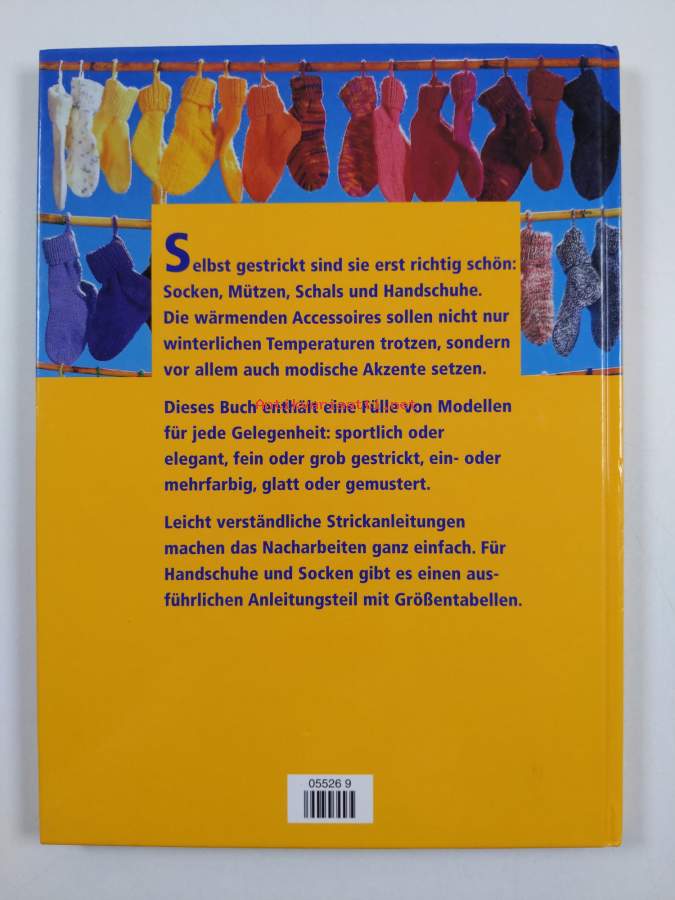 Selbst gestrickt sind sie erst richtig schön:
Socken, Mützen, Schals und Handschuhe.
Die wärmenden Accessoires sollen nicht nur
winterlichen Temperaturen trotzen, sondern
vor allem auch modische Akzente setzen.
Dieses Buch enthält eine Fülle von Modellen
Antikvariaatti.net
für jede Gelegenheit: sportlich oder
elegant, fein oder grob gestrickt, ein- oder
mehrfarbig, glatt oder gemustert.
Leicht verständliche Strickanleitungen
machen das Nacharbeiten ganz einfach. Für
Handschuhe und Socken gibt es einen aus-
führlichen Anleitungsteil mit Größentabellen.
05526 9